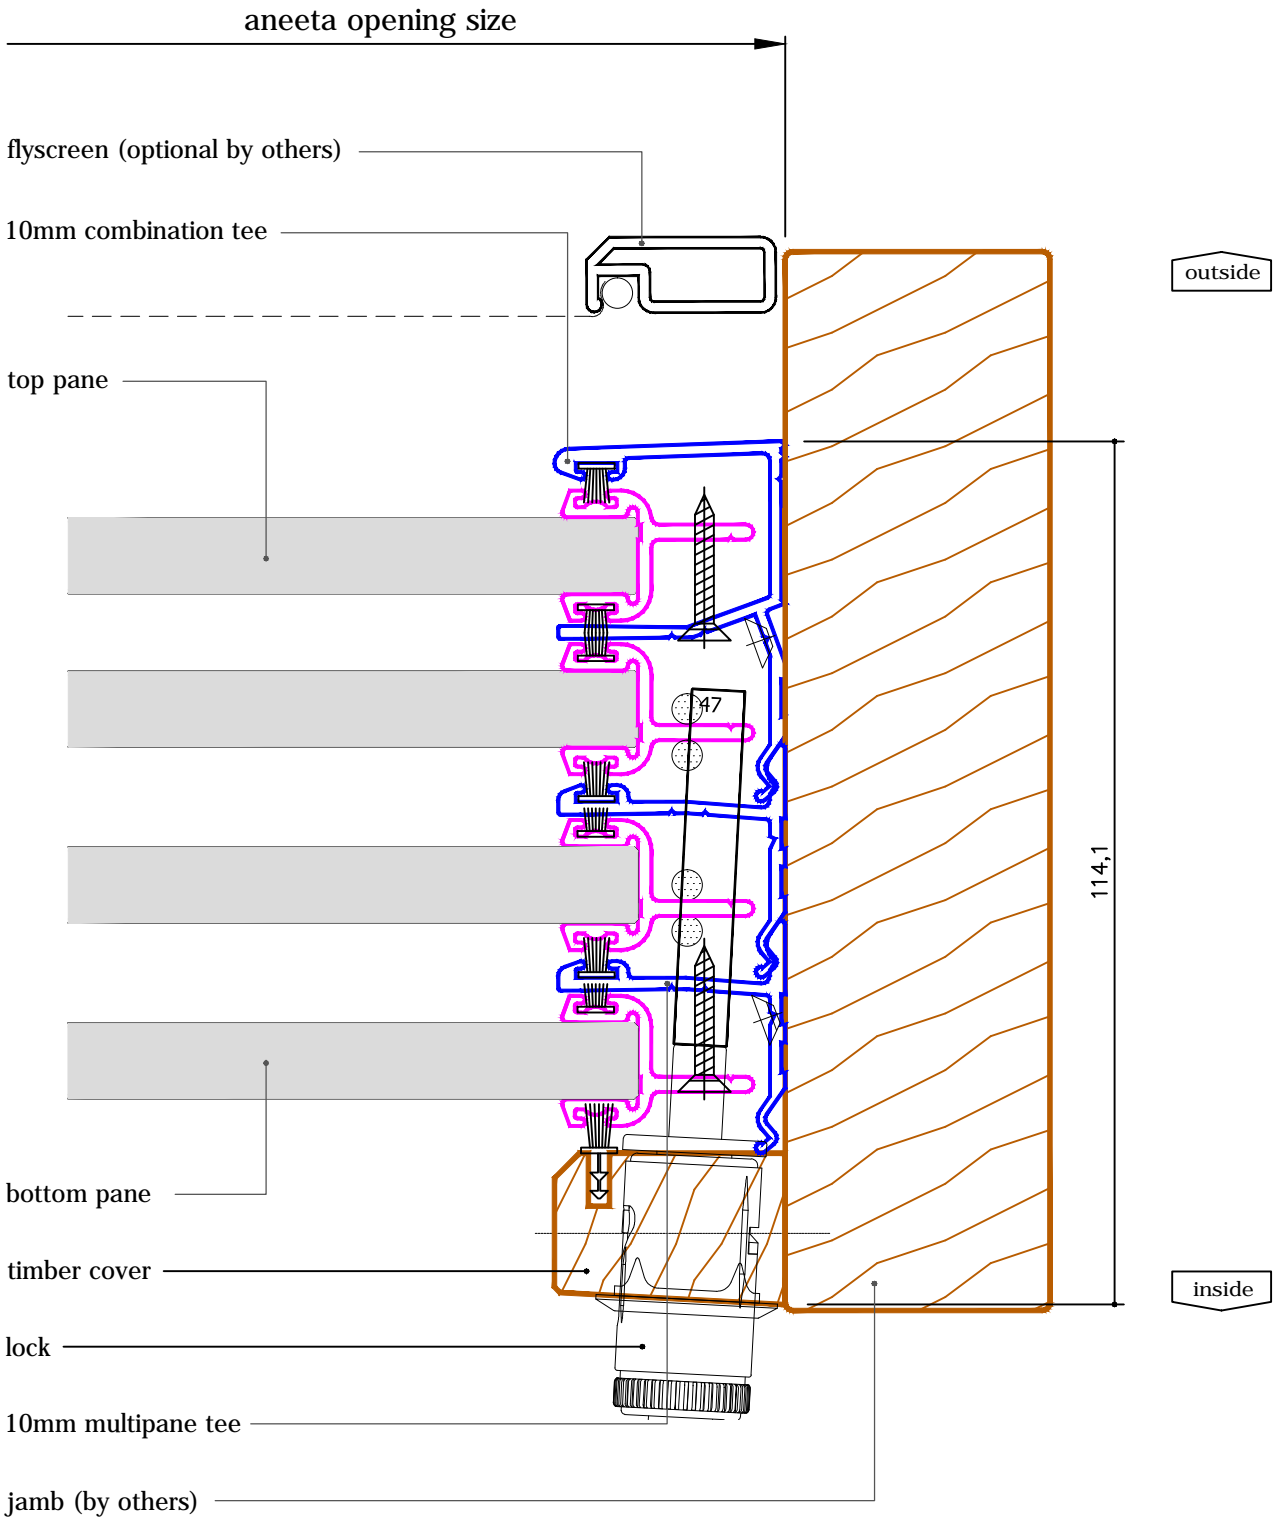 aneeta opening size
flyscreen (optional by others)
10mm combination tee
outside
top pane
47
114,1
bottom pane
timber cover
inside
lock
10mm multipane tee
jamb (by others)